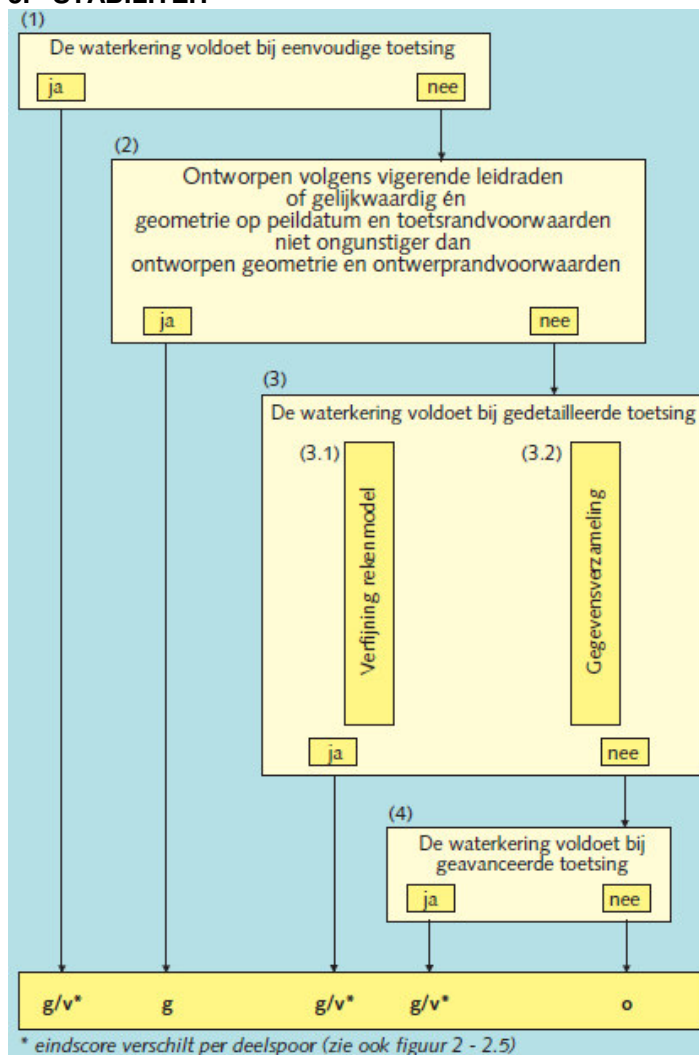 (1)
De waterkering voldoet bij eenvoudige toetsing
ja
nee
(2)
Ontworpen volgens vigerende leidraden
of gelijkwaardig én
geometrie op peildatum en toetsrandvoorwaarden
niet ongunstiger dan
ontworpen geometrie en ontwerprandvoorwaarden
ja
nee
(3)
De waterkering voldoet bij gedetailleerde toetsing
(3.1)
Verfijning rekenmodel
(3.2)
Gegevensverzameling
ja
nee
(4)
De waterkering voldoet bij
geavanceerde toetsing
ja
nee
g/v*
g
g/v*
g/v*
o
* eindscore verschilt per deelspoor (zie ook figuur 2 - 2.5)